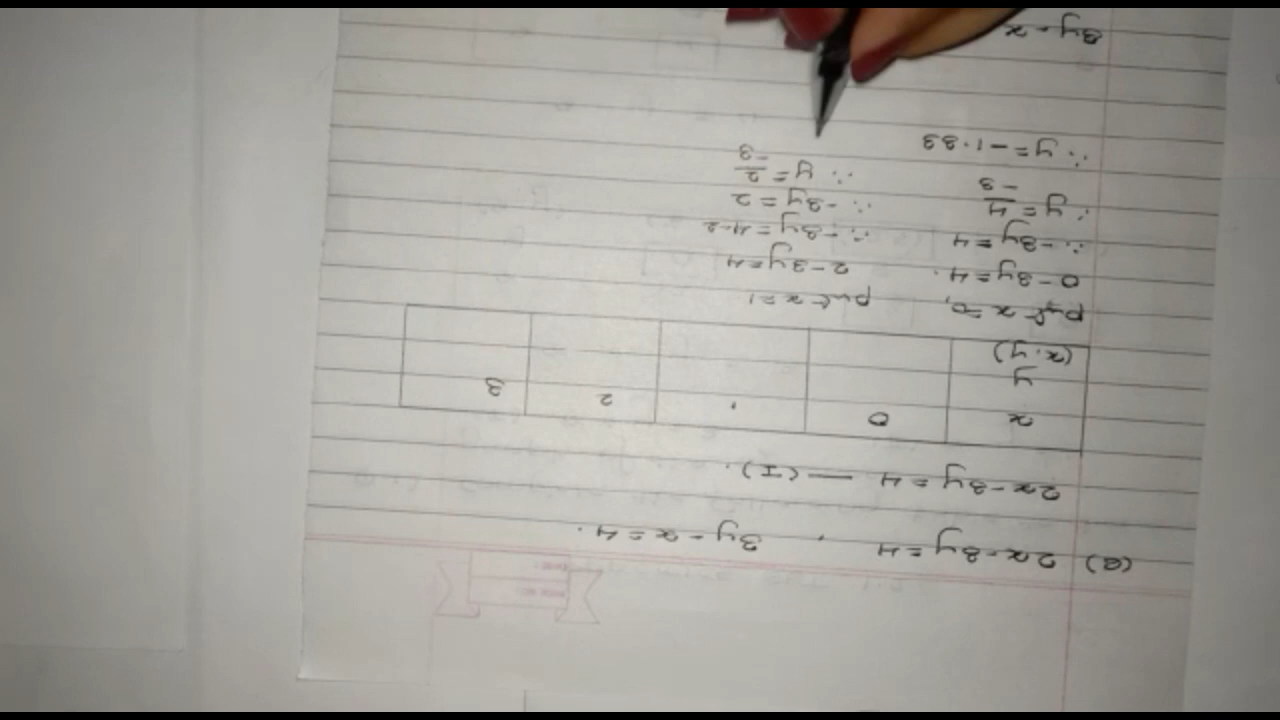 (a) 2x-3y=4 , 3y-x=4.
2x-3y=4 — (I).
x 0 1 2 3
y
(x,y)
put x=0, put x=1
0-3y=4. 2-3y=4
∴ -3y=4 ∴ -3y=4-2
∴ y=4/-3 ∴ -3y=2
∴ y=-1.33 ∴ y=2/-3
3y-x